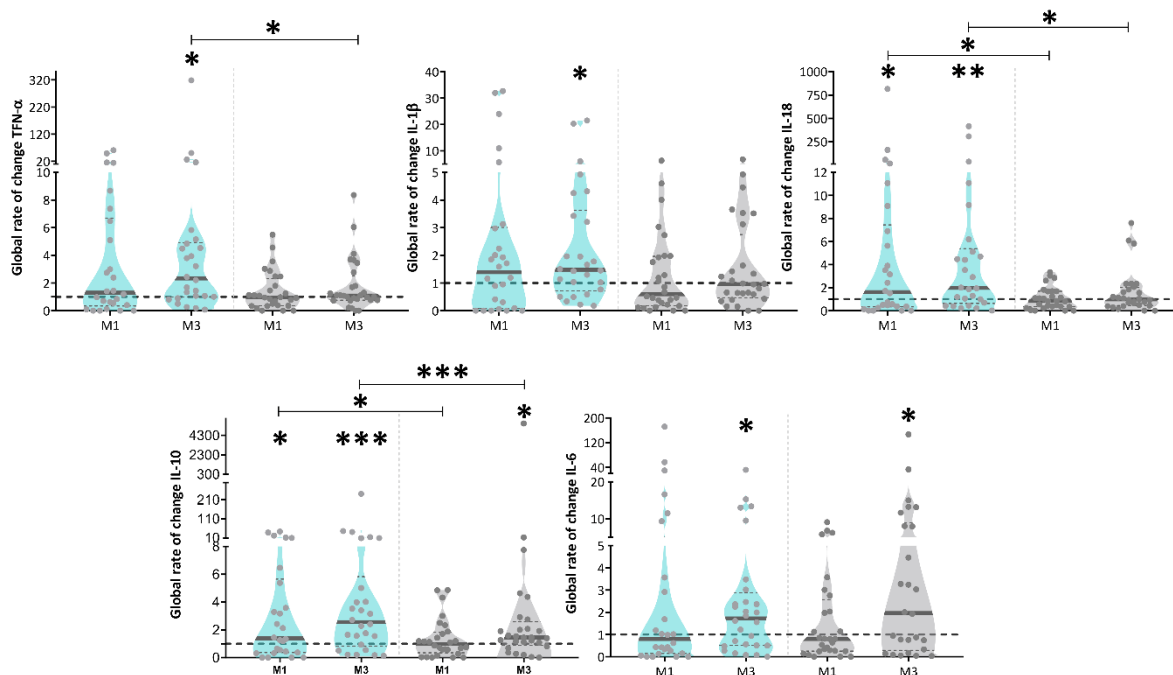 *
*
*
*
*
*
**
Global rate of change TFN-α
320
220
120
20
10
8
6
4
2
0
M1
M3
M1
M3
Global rate of change IL-1β
40
30
20
10
5
4
3
2
1
0
M1
M3
M1
M3
Global rate of change IL-18
1000
750
500
250
12
10
8
6
4
2
0
M1
M3
M1
M3
***
*
*
*
***
*
*
Global rate of change IL-10
4300
2300
300
210
110
10
8
6
4
2
0
M1
M3
M1
M3
Global rate of change IL-6
200
120
40
20
10
5
4
3
2
1
0
M1
M3
M1
M3